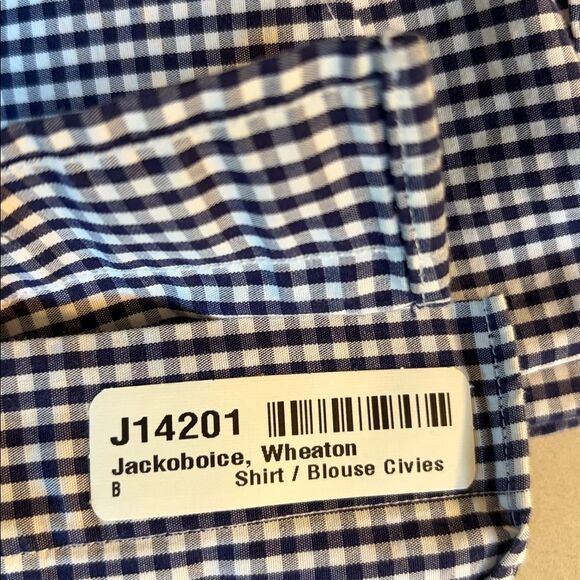 J14201
Jackoboice, Wheaton
B Shirt / Blouse Civies